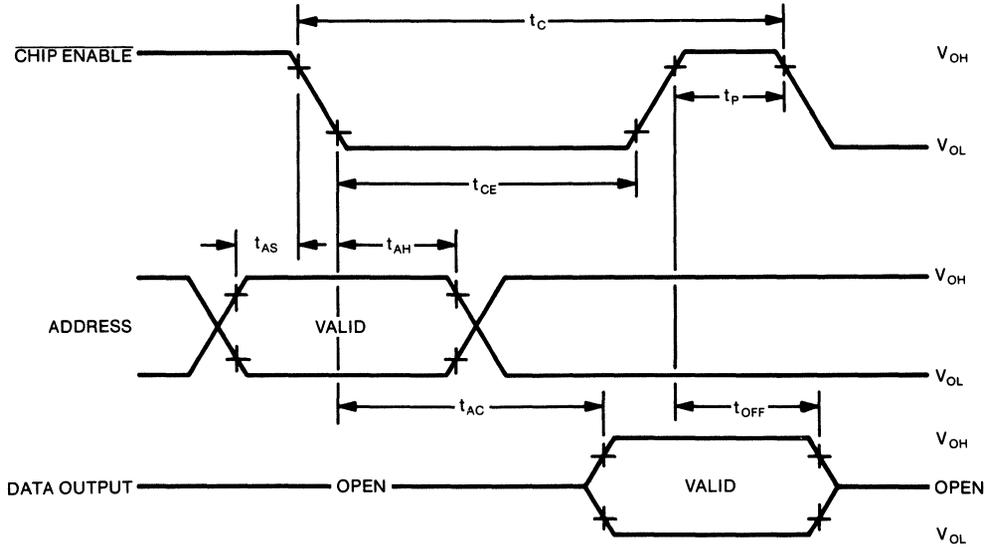 tC
CHIP ENABLE
VOH
tP
VOL
tCE
tAS
tAH
VOH
ADDRESS
VALID
VOL
tAC
tOFF
VOH
DATA OUTPUT
OPEN
VALID
OPEN
VOL